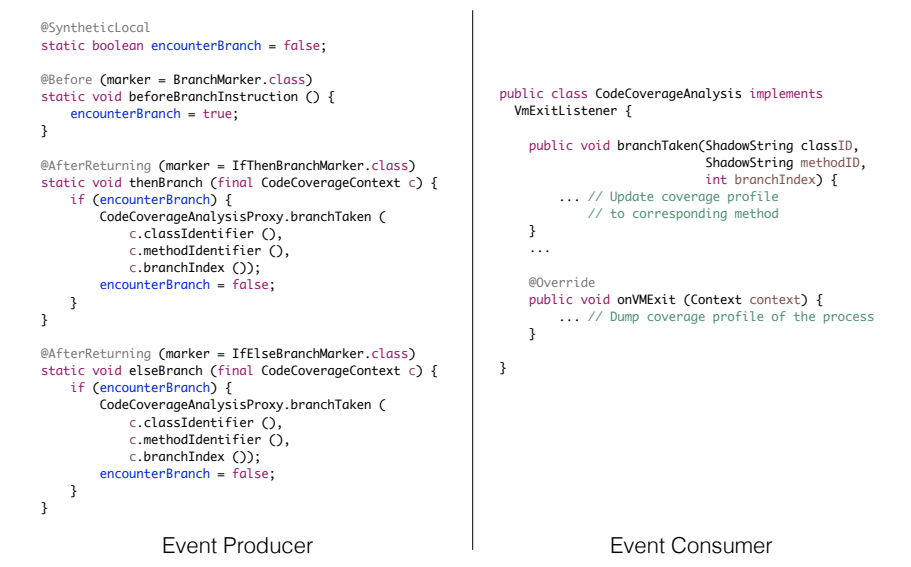 @SyntheticLocal
static boolean encounterBranch = false;

@Before (marker = BranchMarker.class)
static void beforeBranchInstruction () {
    encounterBranch = true;
}

@AfterReturning (marker = IfThenBranchMarker.class)
static void thenBranch (final CodeCoverageContext c) {
    if (encounterBranch) {
        CodeCoverageAnalysisProxy.branchTaken (
            c.classIdentifier (),
            c.methodIdentifier (),
            c.branchIndex ());
        encounterBranch = false;
    }
}

@AfterReturning (marker = IfElseBranchMarker.class)
static void elseBranch (final CodeCoverageContext c) {
    if (encounterBranch) {
        CodeCoverageAnalysisProxy.branchTaken (
            c.classIdentifier (),
            c.methodIdentifier (),
            c.branchIndex ());
        encounterBranch = false;
    }
}

Event Producer

public class CodeCoverageAnalysis implements
  VmExitListener {

    public void branchTaken(ShadowString classID,
                            ShadowString methodID,
                            int branchIndex) {
        ... // Update coverage profile
            // to corresponding method
    }
    ...

    @Override
    public void onVMExit (Context context) {
        ... // Dump coverage profile of the process
    }

}

Event Consumer